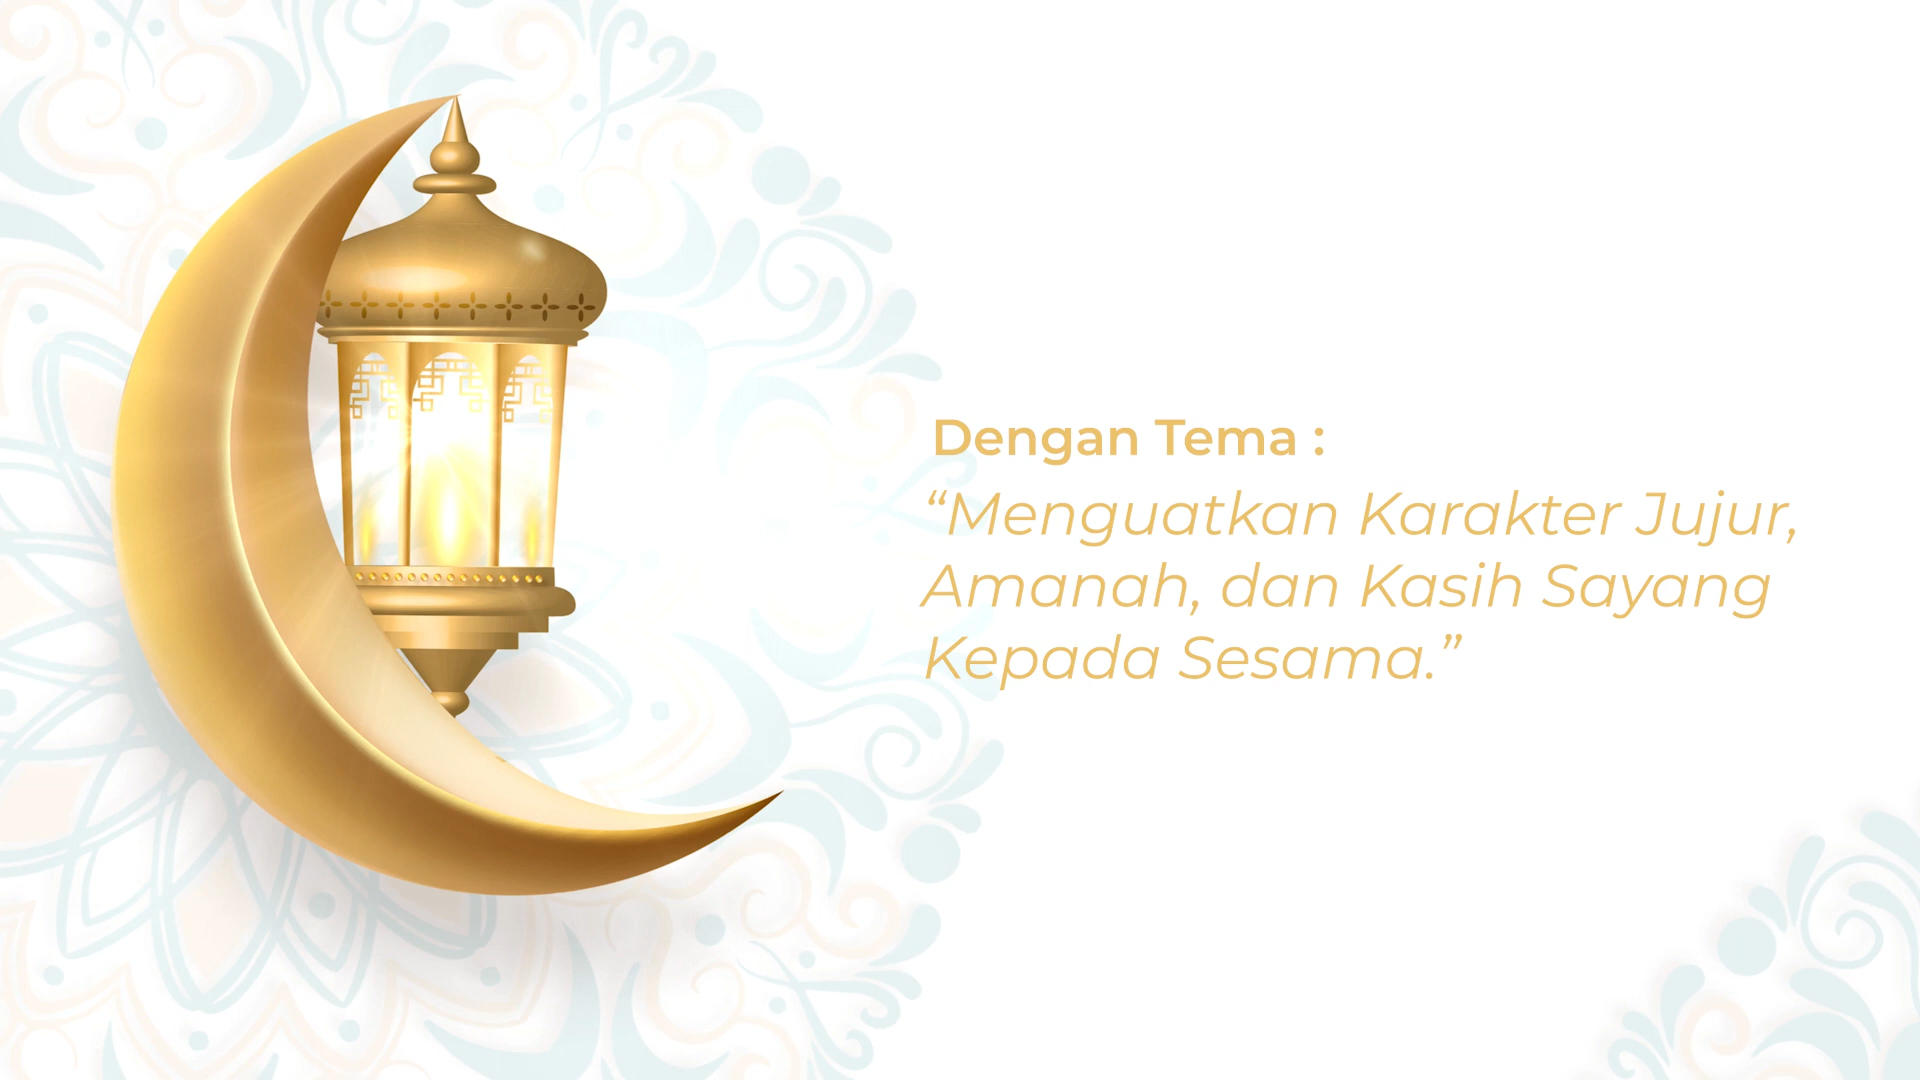 Dengan Tema :
“Menguatkan Karakter Jujur,
Amanah, dan Kasih Sayang
Kepada Sesama.”